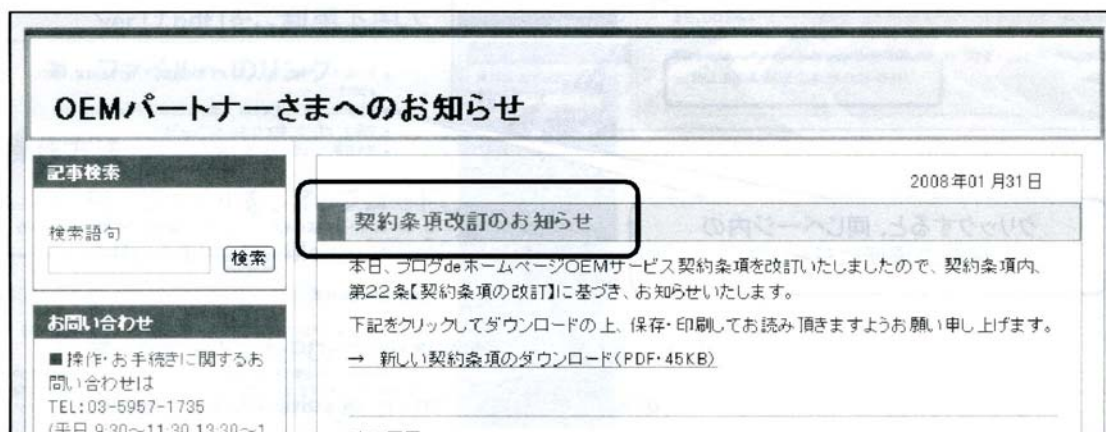 OEMパートナーさまへのお知らせ
記事検索
検索語句
検索
お問い合わせ
■操作・お手続きに関するお
問い合わせは
TEL:03-5957-1735
(平日 9:30～11:30 13:30～1
2008年01月31日
契約条項改訂のお知らせ
本日、ブログdeホームページOEMサービス契約条項を改訂いたしましたので、契約条項内、
第22条【契約条項の改訂】に基づき、お知らせいたします。
下記をクリックしてダウンロードの上、保存・印刷してお読み頂きますようお願い申し上げます。
→ 新しい契約条項のダウンロード(PDF・45KB)